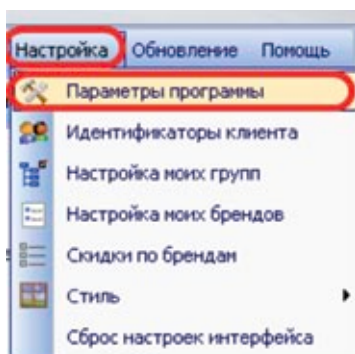 Настройка Обновление Помощь
Параметры программы
Идентификаторы клиента
Настройка моих групп
Настройка моих брендов
Скидки по брендам
Стиль
Сброс настроек интерфейса